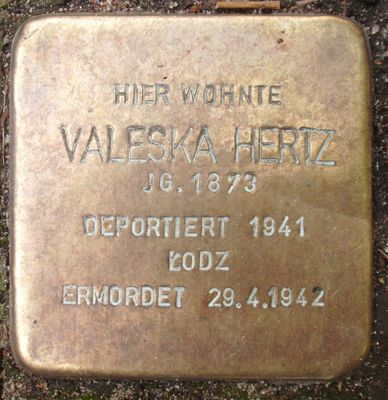 HIER WOHNTE
VALESKA HERTZ
JG. 1873
DEPORTIERT 1941
ŁODZ
ERMORDET 29.4.1942